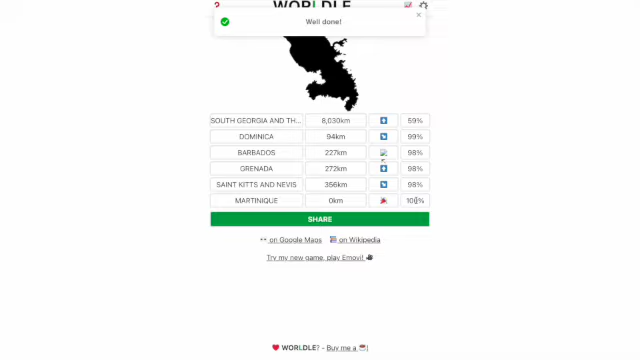 WORLDLE
Well done!
SOUTH GEORGIA AND TH... 8,030km 59%
DOMINICA 94km 99%
BARBADOS 227km 98%
GRENADA 272km 98%
SAINT KITTS AND NEVIS 356km 98%
MARTINIQUE 0km 100%
SHARE
on Google Maps on Wikipedia
Try my new game, play Emovi!
WORLDLE? - Buy me a !